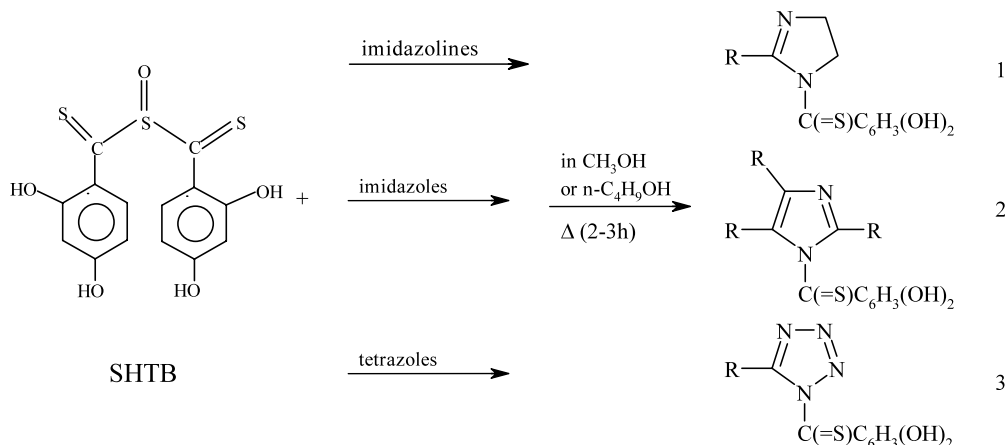 imidazolines
N
R
N
1
C(=S)C₆H₃(OH)₂
O
S
S
S
C
C
HO
OH
+
HO
HO
SHTB
imidazoles
in CH₃OH
or n-C₄H₉OH
Δ (2-3h)
R
N
R
R
N
2
C(=S)C₆H₃(OH)₂
tetrazoles
N
N
N
R
N
3
C(=S)C₆H₃(OH)₂